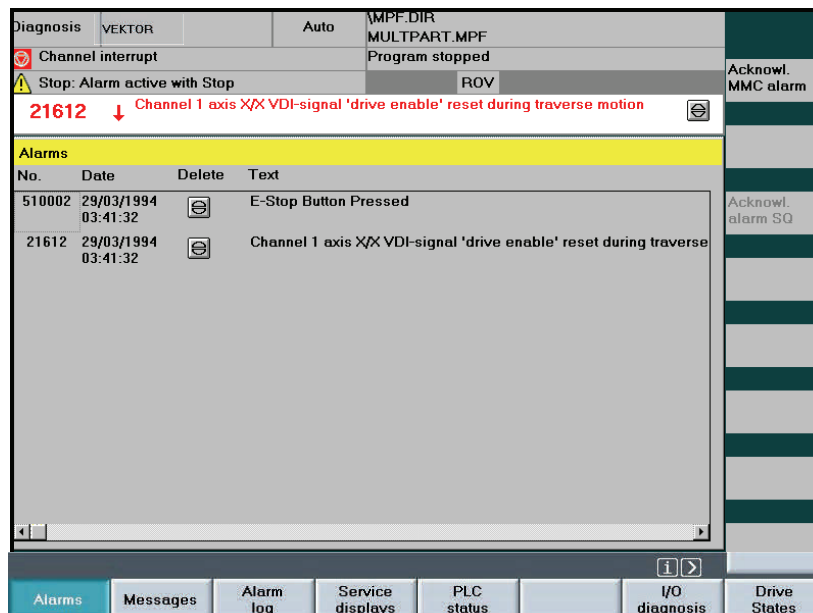 Diagnosis VEKTOR Auto \MPF.DIR
MULTPART.MPF
Channel interrupt Program stopped
Stop: Alarm active with Stop ROV
21612 ↓ Channel 1 axis X/X VDI-signal 'drive enable' reset during traverse motion
Acknowl.
MMC alarm
Alarms
No. Date Delete Text
510002 29/03/1994 E-Stop Button Pressed
03:41:32
21612 29/03/1994 Channel 1 axis X/X VDI-signal 'drive enable' reset during traverse
03:41:32
Acknowl.
alarm SQ
i >
Alarms Messages Alarm log Service displays PLC status I/O diagnosis Drive States